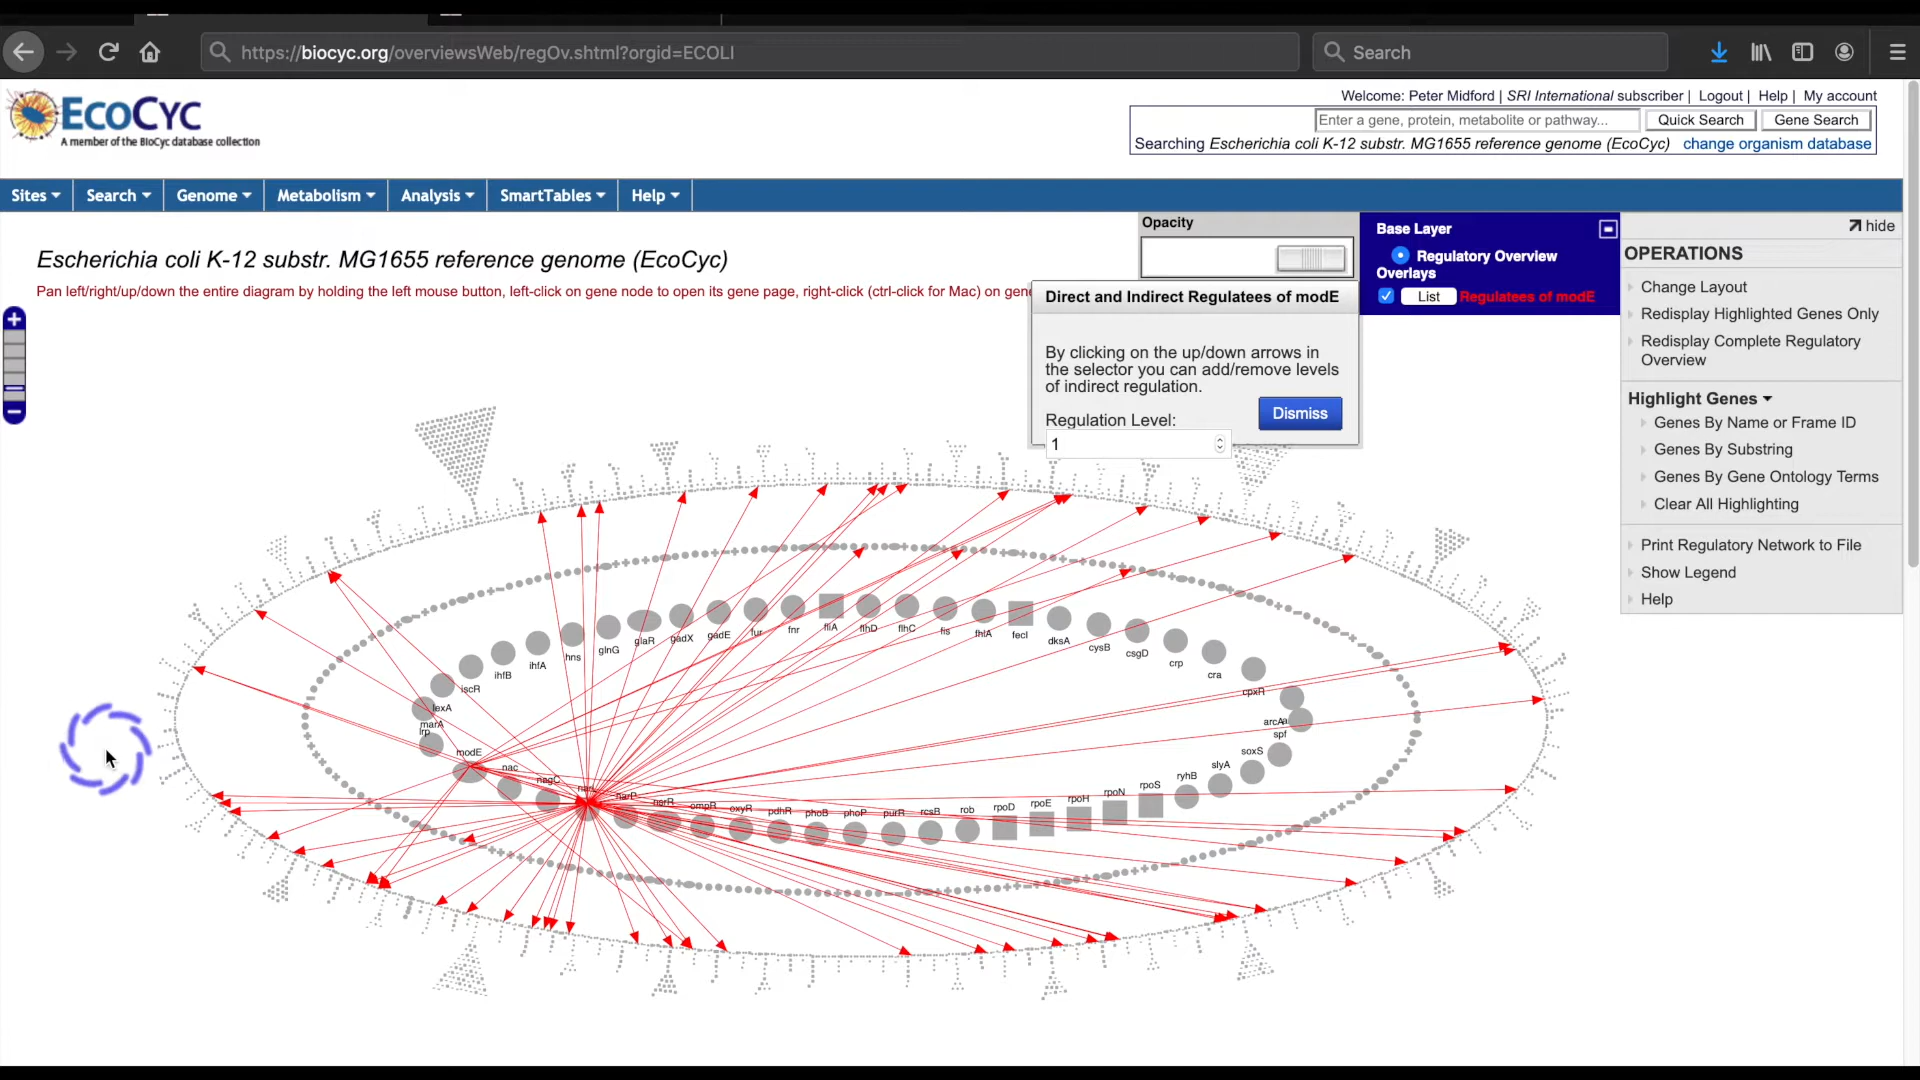 https://biocyc.org/overviewsWeb/regOv.shtml?orgid=ECOLI
Search
EcoCyc
A member of the BioCyc database collection
Welcome: Peter Midford | SRI International subscriber | Logout | Help | My account
Enter a gene, protein, metabolite or pathway...
Quick Search
Gene Search
Searching Escherichia coli K-12 substr. MG1655 reference genome (EcoCyc) change organism database
Sites
Search
Genome
Metabolism
Analysis
SmartTables
Help
Escherichia coli K-12 substr. MG1655 reference genome (EcoCyc)
Pan left/right/up/down the entire diagram by holding the left mouse button, left-click on gene node to open its gene page, right-click (ctrl-click for Mac) on gen
Opacity
Base Layer
Regulatory Overview
Overlays
List
Regulatees of modE
Direct and Indirect Regulatees of modE
By clicking on the up/down arrows in
the selector you can add/remove levels
of indirect regulation.
Regulation Level:
1
Dismiss
hide
OPERATIONS
Change Layout
Redisplay Highlighted Genes Only
Redisplay Complete Regulatory
Overview
Highlight Genes
Genes By Name or Frame ID
Genes By Substring
Genes By Gene Ontology Terms
Clear All Highlighting
Print Regulatory Network to File
Show Legend
Help
lrp
marA
lexA
iscR
ihfB
ihfA
hns
glnG
glaR
gadX
gadE
fur
fnr
fliA
flhD
flhC
fis
fhlA
fecI
dksA
cysB
csgD
crp
cra
cpxR
spf
soxS
slyA
ryhB
rpoS
rpoN
rpoH
rpoE
rpoD
rob
rcsB
purR
phoP
phoB
pdhR
oxyR
ompR
nsrR
narP
nagC
nac
modE